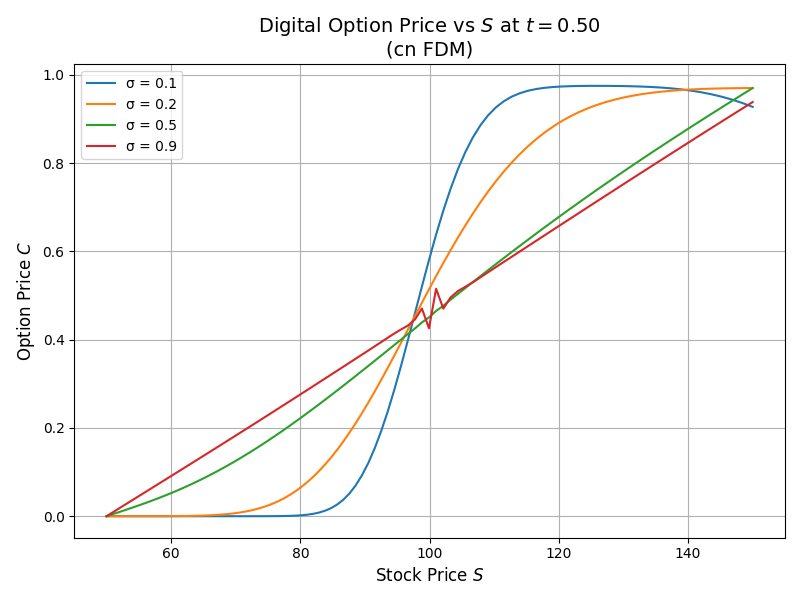 Digital Option Price vs S at t = 0.50
(cn FDM)
σ = 0.1
σ = 0.2
σ = 0.5
σ = 0.9
Option Price C
1.0
0.8
0.6
0.4
0.2
0.0
60 80 100 120 140
Stock Price S